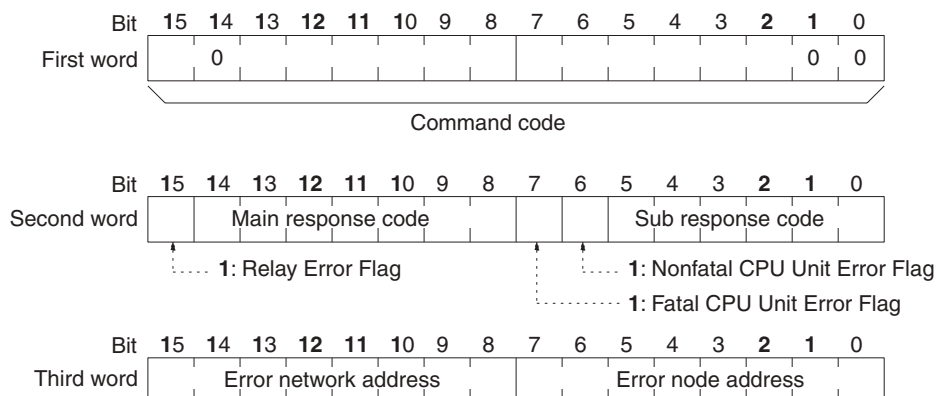 Bit 15 14 13 12 11 10 9 8 7 6 5 4 3 2 1 0
First word 0 0 0
Command code
Bit 15 14 13 12 11 10 9 8 7 6 5 4 3 2 1 0
Second word Main response code Sub response code
1: Relay Error Flag 1: Nonfatal CPU Unit Error Flag
1: Fatal CPU Unit Error Flag
Bit 15 14 13 12 11 10 9 8 7 6 5 4 3 2 1 0
Third word Error network address Error node address